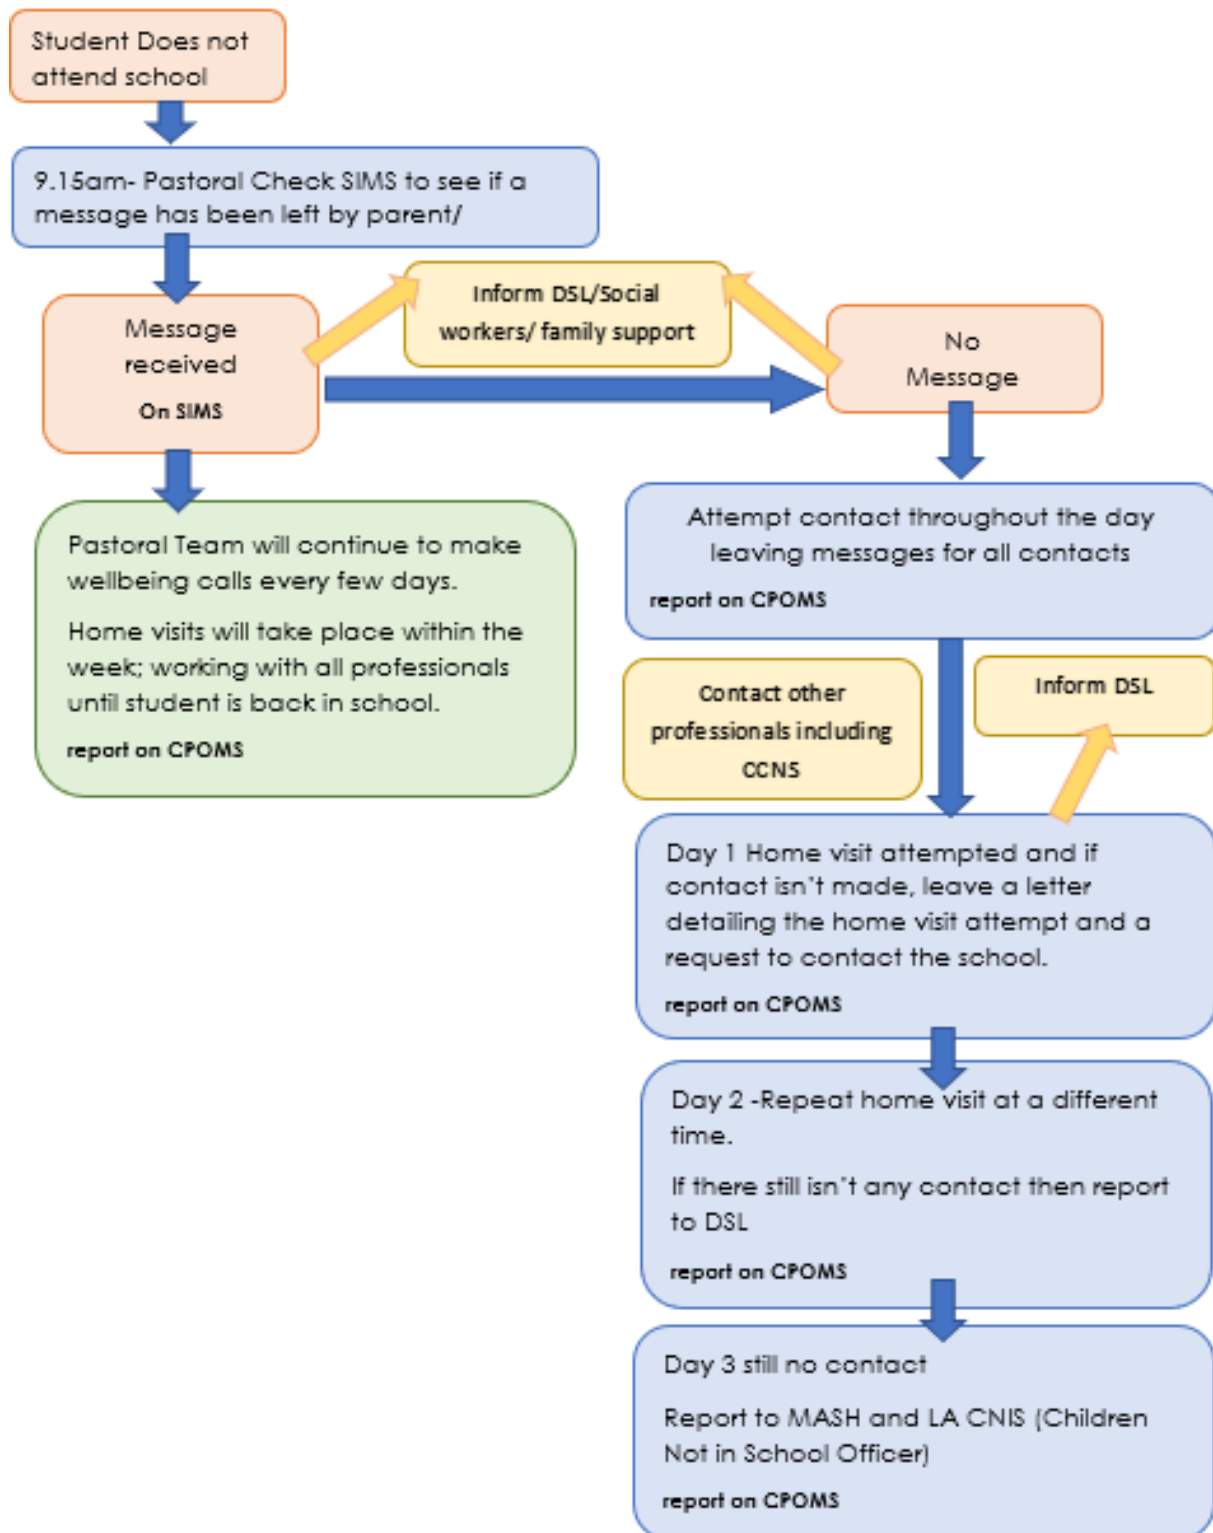 Student Does not
attend school
9.15am- Pastoral Check SIMS to see if a
message has been left by parent/
Inform DSL/Social
workers/ family support
Message
received
On SIMS
No
Message
Pastoral Team will continue to make
wellbeing calls every few days.
Home visits will take place within the
week; working with all professionals
until student is back in school.
report on CPOMS
Attempt contact throughout the day
leaving messages for all contacts
report on CPOMS
Contact other
professionals including
CCNS
Inform DSL
Day 1 Home visit attempted and if
contact isn't made, leave a letter
detailing the home visit attempt and a
request to contact the school.
report on CPOMS
Day 2 -Repeat home visit at a different
time.
If there still isn't any contact then report
to DSL
report on CPOMS
Day 3 still no contact
Report to MASH and LA CNIS (Children
Not in School Officer)
report on CPOMS